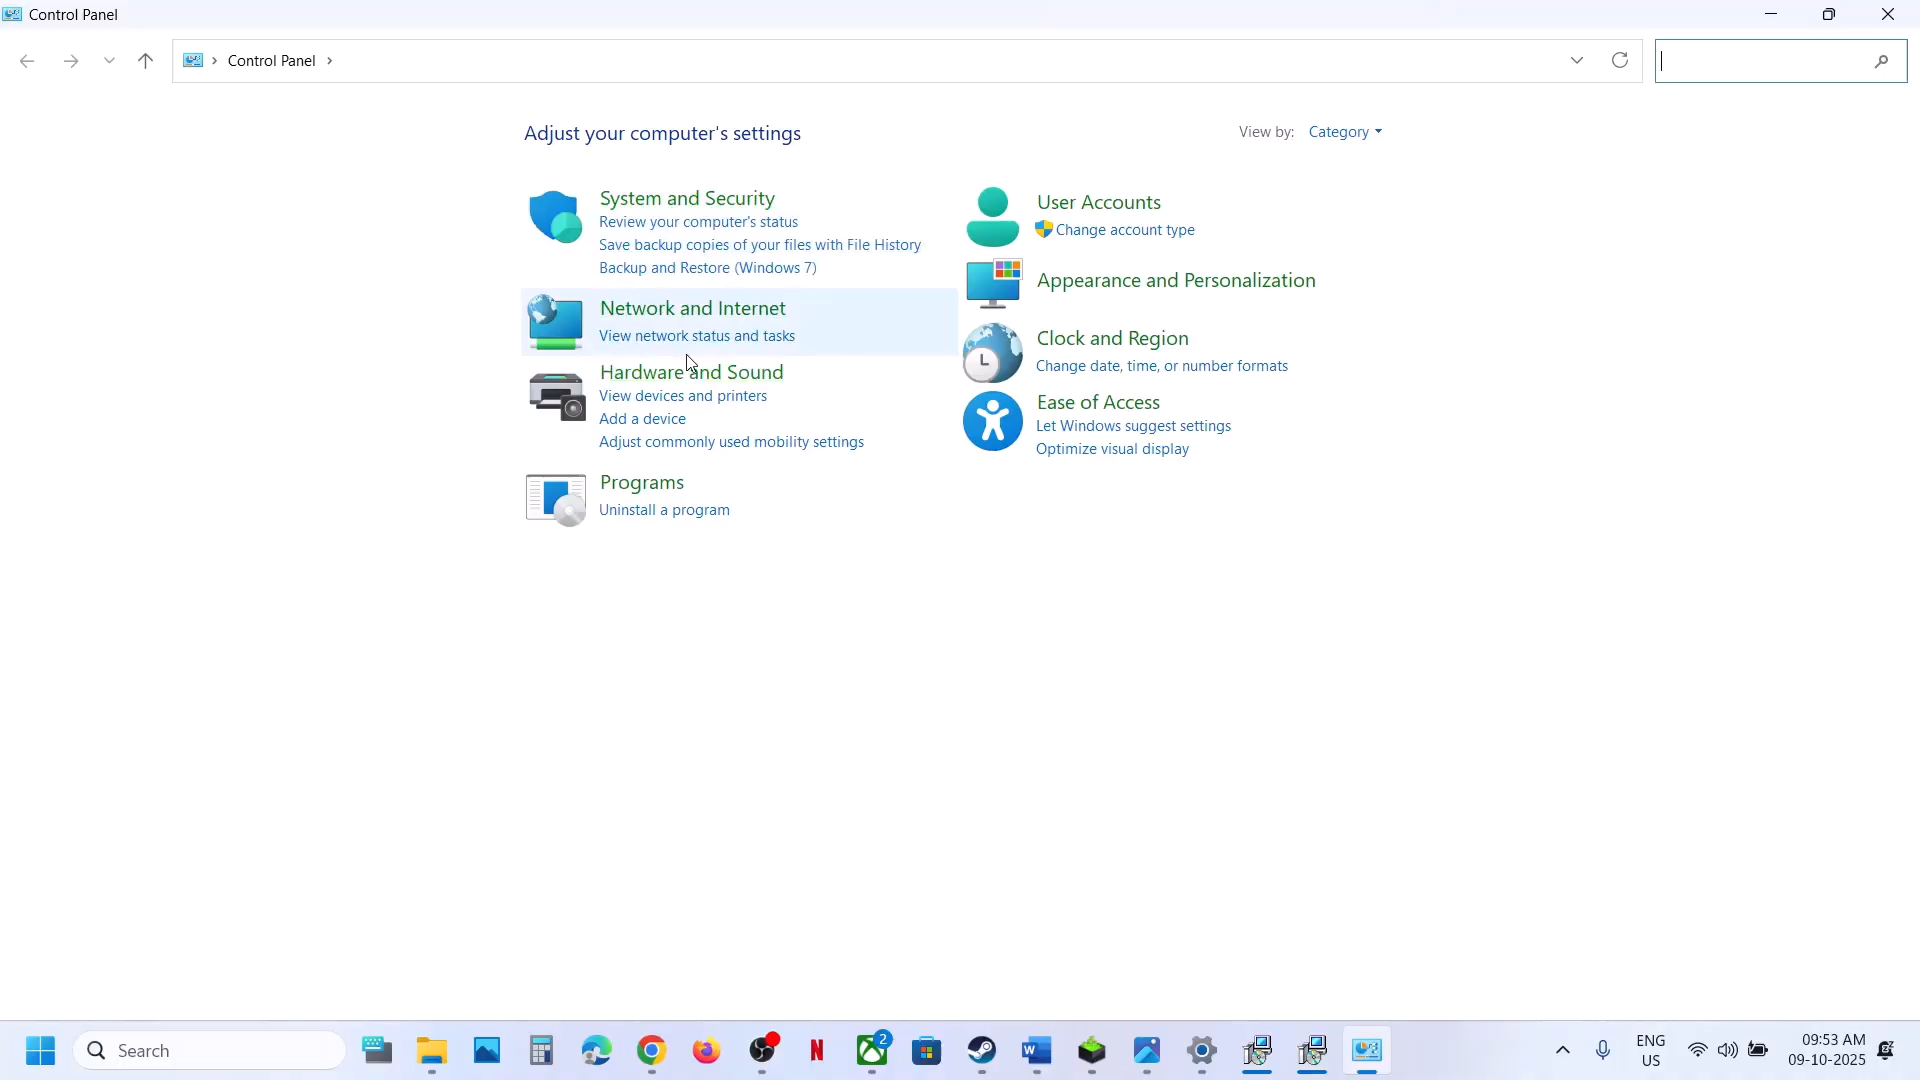 Control Panel
Control Panel
Adjust your computer's settings
View by: Category
System and Security
Review your computer's status
Save backup copies of your files with File History
Backup and Restore (Windows 7)
Network and Internet
View network status and tasks
Hardware and Sound
View devices and printers
Add a device
Adjust commonly used mobility settings
Programs
Uninstall a program
User Accounts
Change account type
Appearance and Personalization
Clock and Region
Change date, time, or number formats
Ease of Access
Let Windows suggest settings
Optimize visual display
Search
N
2
W
ENG
US
09:53 AM
09-10-2025